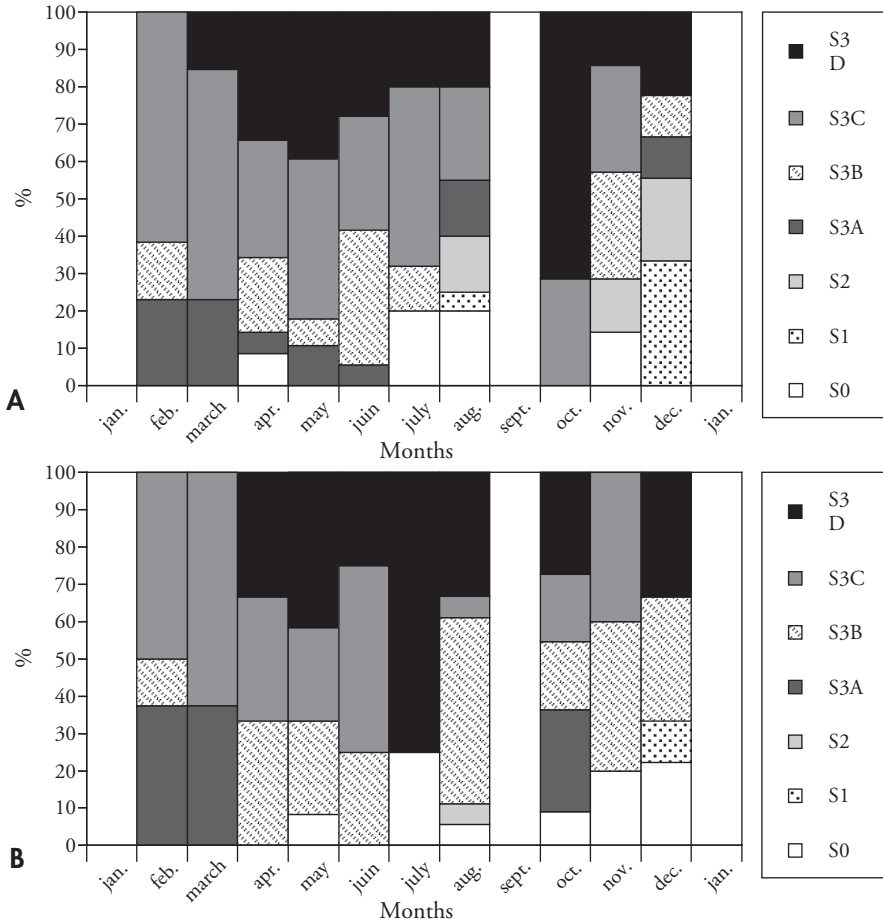 100
90
80
70
60
50
40
30
20
10
0
%
A
jan.
feb.
march
apr.
may
juin
july
aug.
sept.
oct.
nov.
dec.
jan.
Months
S3
D
S3C
S3B
S3A
S2
S1
S0
100
90
80
70
60
50
40
30
20
10
0
%
B
jan.
feb.
march
apr.
may
juin
july
aug.
sept.
oct.
nov.
dec.
jan.
Months
S3
D
S3C
S3B
S3A
S2
S1
S0